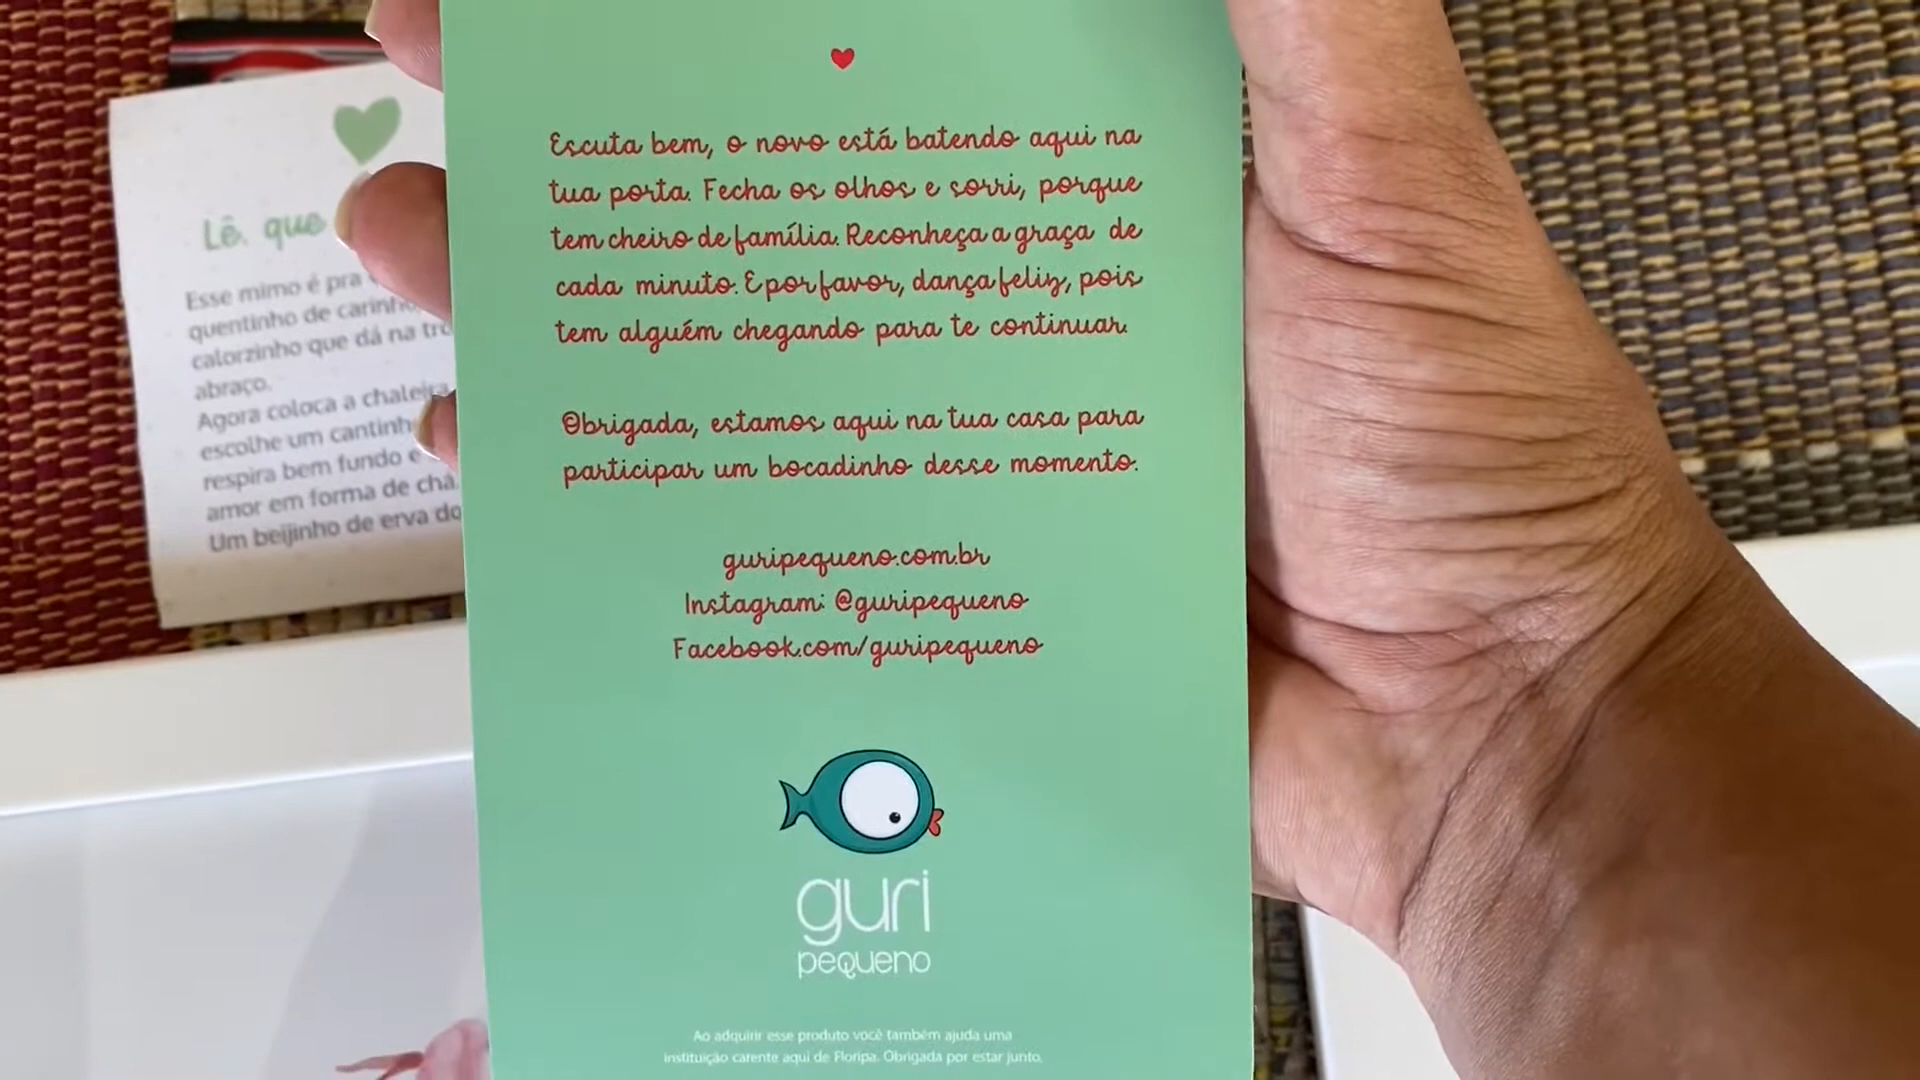 Lê, que
Esse mimo é pra
quentinho de carinho
calorzinho que dá na
abraço.
Agora coloca a chaleira
escolhe um
respira bem fundo e
amor em forma de chá.
Um beijinho de erva
Escuta bem, o novo está batendo aqui na
tua porta. Fecha os olhos e sorri, porque
tem cheiro de família. Reconheça a graça de
cada minuto. E por favor, dança feliz, pois
tem alguém chegando para te continuar.
Obrigada, estamos aqui na tua casa para
participar um bocadinho desse momento.
guripequeno.com.br
Instagram: @guripequeno
Facebook.com/guripequeno
guri
pequeno
Ao adquirir esse produto você também ajuda uma
instituição carente aqui de Floripa. Obrigada por estar junto.